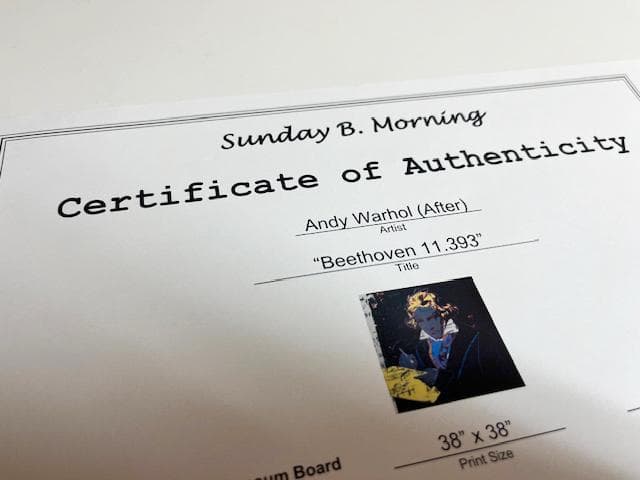 Sunday B. Morning
Certificate of Authenticity
Andy Warhol (After)
Artist
“Beethoven 11.393”
Title
38” x 38”
Print Size
Board